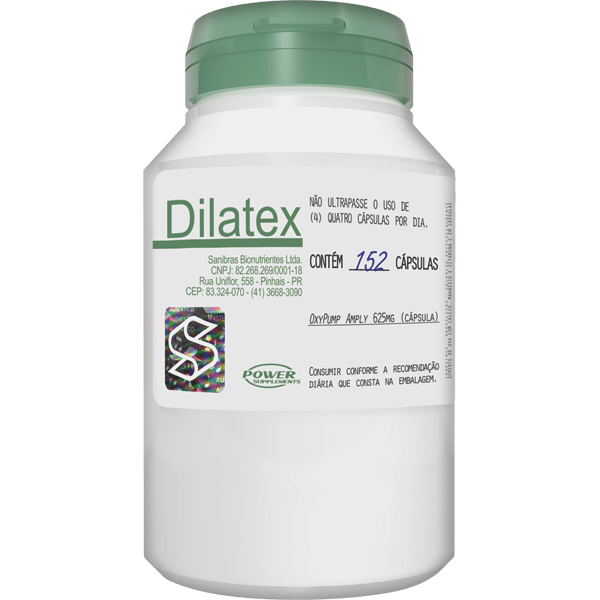 Dilatex
Sanibras Bionutrientes Ltda.
CNPJ: 82.268.269/0001-18
Rua Uniflor, 558 - Pinhais - PR
CEP: 83.324-070 - (41) 3668-3090
POWER
SUPPLEMENTS
NÃO ULTRAPASSE O USO DE
(4) QUATRO CÁPSULAS POR DIA.
CONTÉM 152 CÁPSULAS
OXYPUMP AMPLY 625MG (CÁPSULA)
CONSUMIR CONFORME A RECOMENDAÇÃO
DIÁRIA QUE CONSTA NA EMBALAGEM.